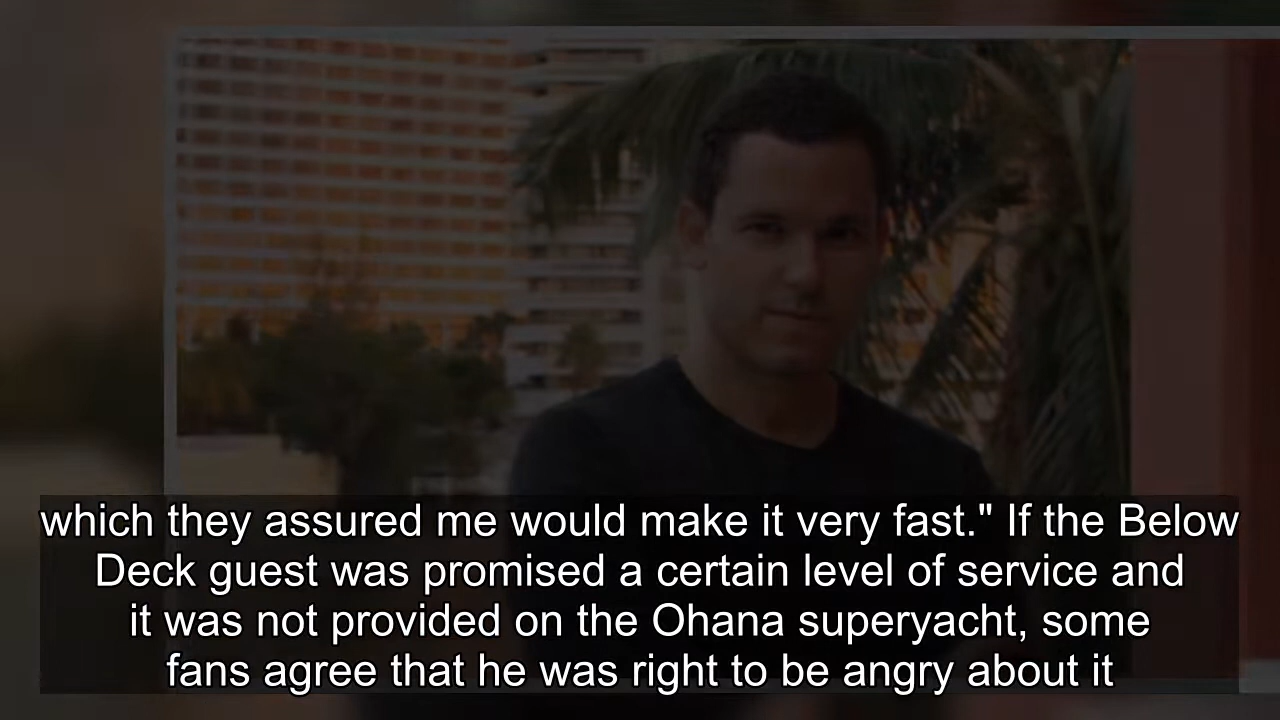 which they assured me would make it very fast." If the Below
Deck guest was promised a certain level of service and
it was not provided on the Ohana superyacht, some
fans agree that he was right to be angry about it